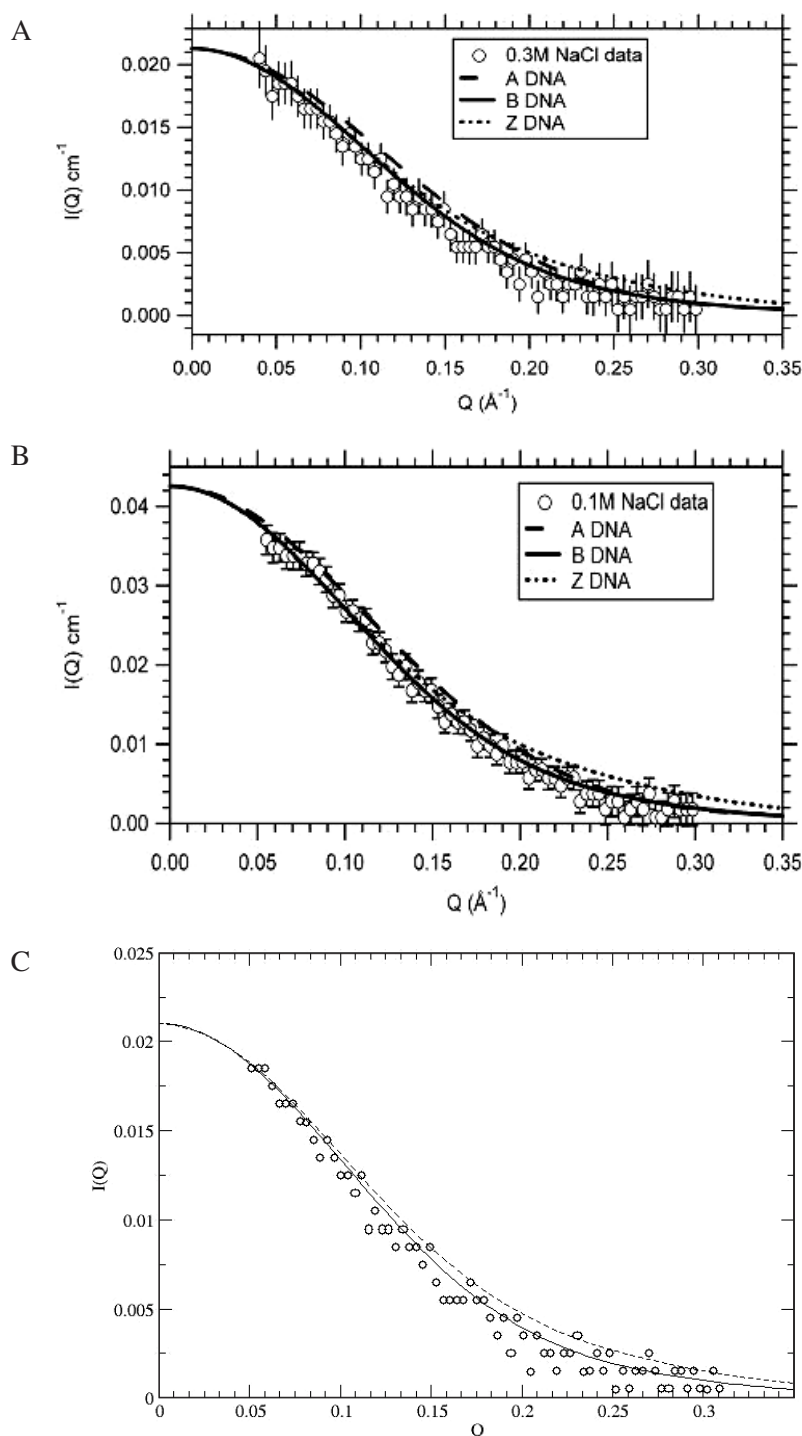 A
0.020
0.015
0.010
0.005
0.000
I(Q) cm-1
0.3M NaCl data
A DNA
B DNA
Z DNA
0.00 0.05 0.10 0.15 0.20 0.25 0.30 0.35
Q (Å-1)
B
0.04
0.03
0.02
0.01
0.00
I(Q) cm-1
0.1M NaCl data
A DNA
B DNA
Z DNA
0.00 0.05 0.10 0.15 0.20 0.25 0.30 0.35
Q (Å-1)
C
0.025
0.02
0.015
0.01
0.005
0
I(Q)
0 0.05 0.1 0.15 0.2 0.25 0.3
Q